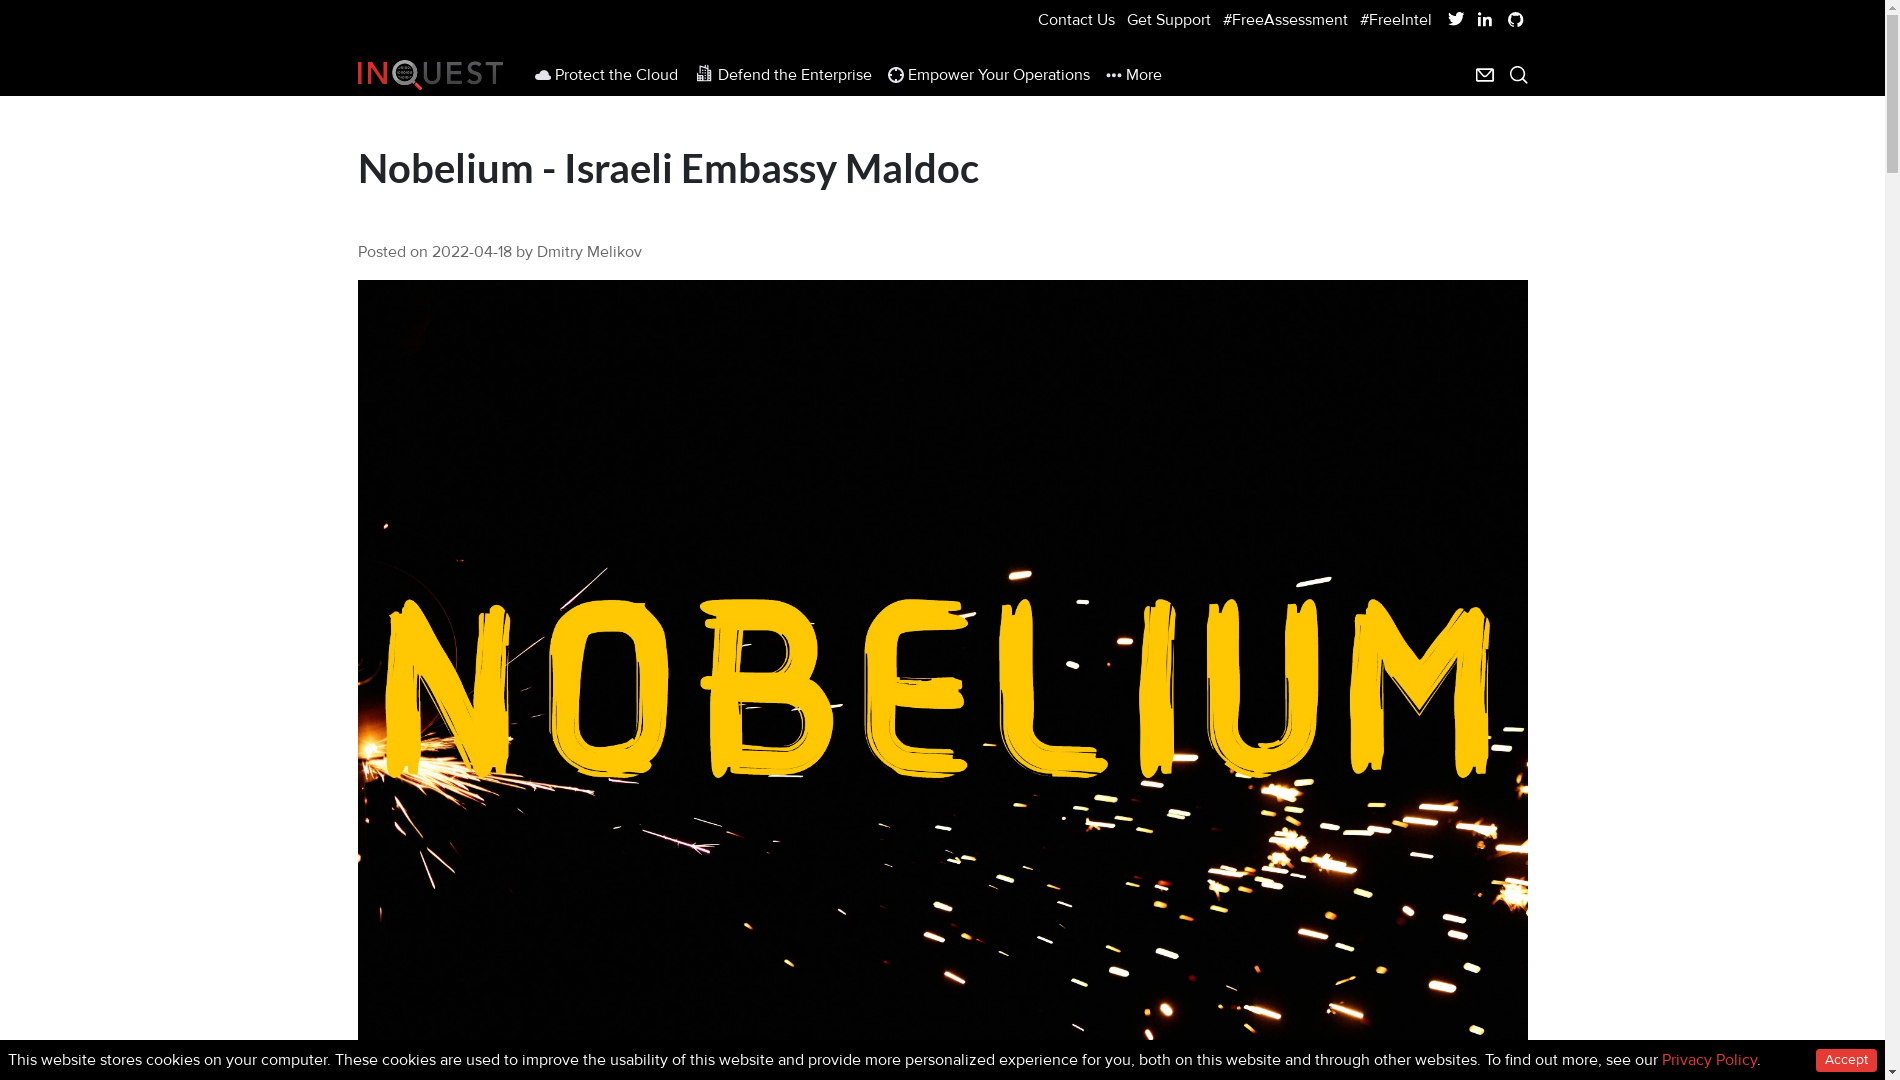 Contact Us Get Support #FreeAssessment #FreeIntel
INQUEST Protect the Cloud Defend the Enterprise Empower Your Operations More
Nobelium - Israeli Embassy Maldoc
Posted on 2022-04-18 by Dmitry Melikov
NOBELIUM
This website stores cookies on your computer. These cookies are used to improve the usability of this website and provide more personalized experience for you, both on this website and through other websites. To find out more, see our Privacy Policy. Accept